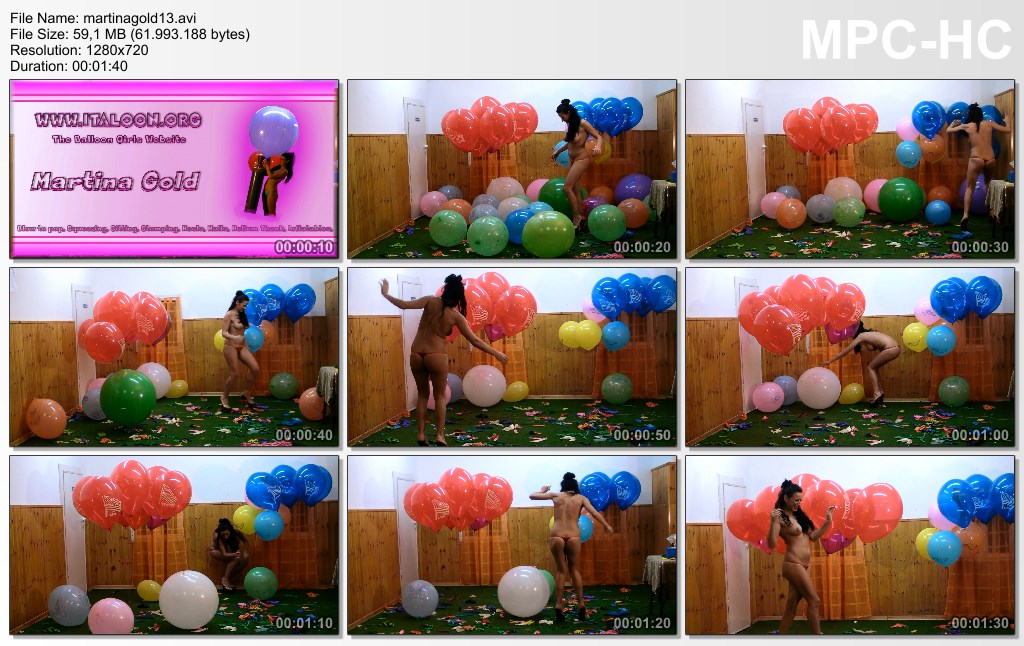 File Name: martinagold13.avi
File Size: 59,1 MB (61.993.188 bytes)
Resolution: 1280x720
Duration: 00:01:40
MPC-HC
WWW.ITALOON.ORG
The Balloon Girls Website
Martina Gold
Blow to pop, Squeezing, Sitting, Stomping, Heels, Nails, Helium Tank, Inflatables.
00:00:10
00:00:20
00:00:30
00:00:40
00:00:50
00:01:00
00:01:10
00:01:20
00:01:30